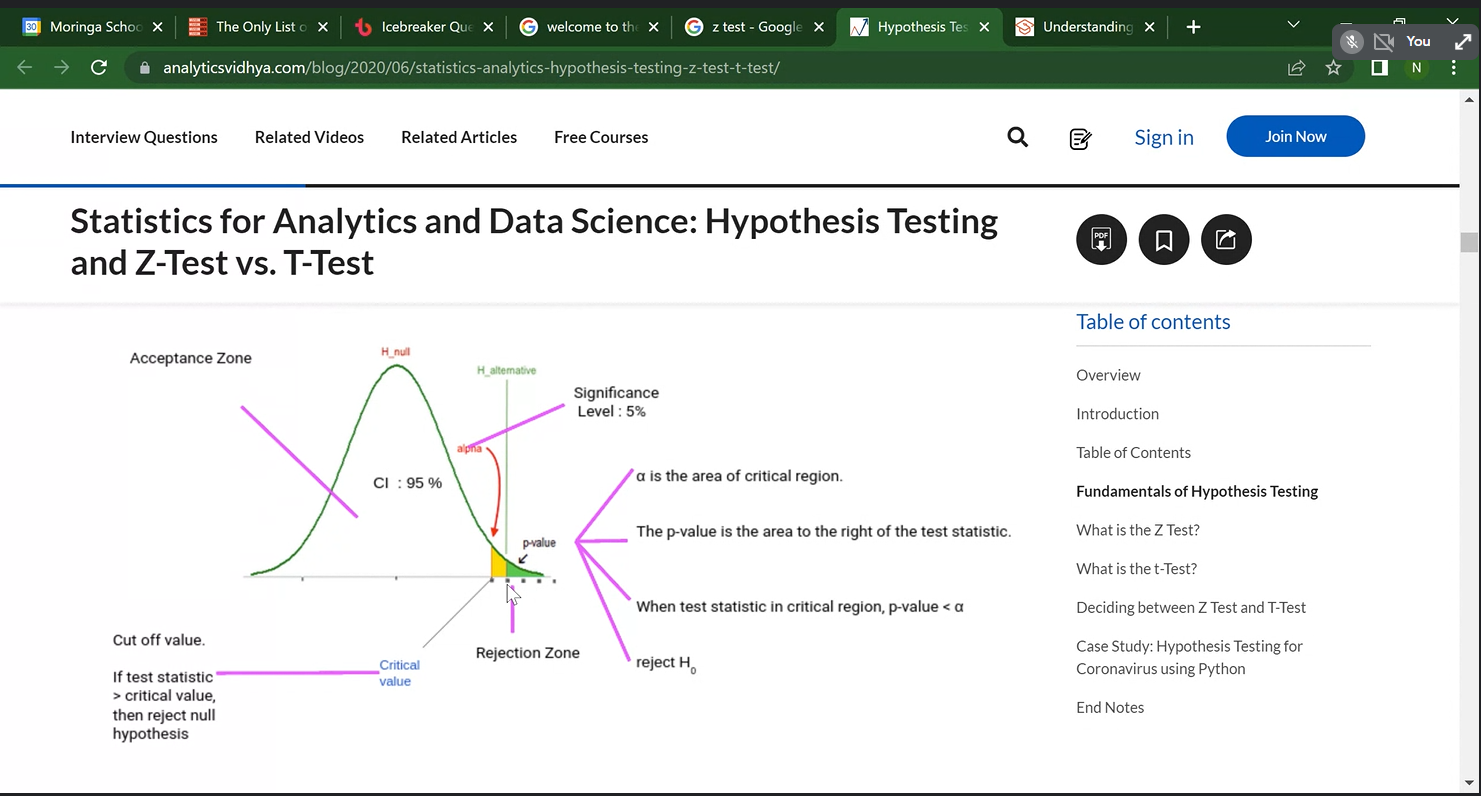 30 Moringa Schoo
The Only List o
Icebreaker Que
welcome to the
z test - Google
Hypothesis Tes
Understanding
You
analyticsvidhya.com/blog/2020/06/statistics-analytics-hypothesis-testing-z-test-t-test/
N
Interview Questions
Related Videos
Related Articles
Free Courses
Sign in
Join Now
Statistics for Analytics and Data Science: Hypothesis Testing
and Z-Test vs. T-Test
PDF
Table of contents
Overview
Introduction
Table of Contents
Fundamentals of Hypothesis Testing
What is the Z Test?
What is the t-Test?
Deciding between Z Test and T-Test
Case Study: Hypothesis Testing for
Coronavirus using Python
End Notes
Acceptance Zone
H_null
H_alternative
Significance
Level : 5%
alpha
CI : 95 %
p-value
α is the area of critical region.
The p-value is the area to the right of the test statistic.
When test statistic in critical region, p-value < α
reject H0
Rejection Zone
Critical
value
Cut off value.
If test statistic
> critical value,
then reject null
hypothesis